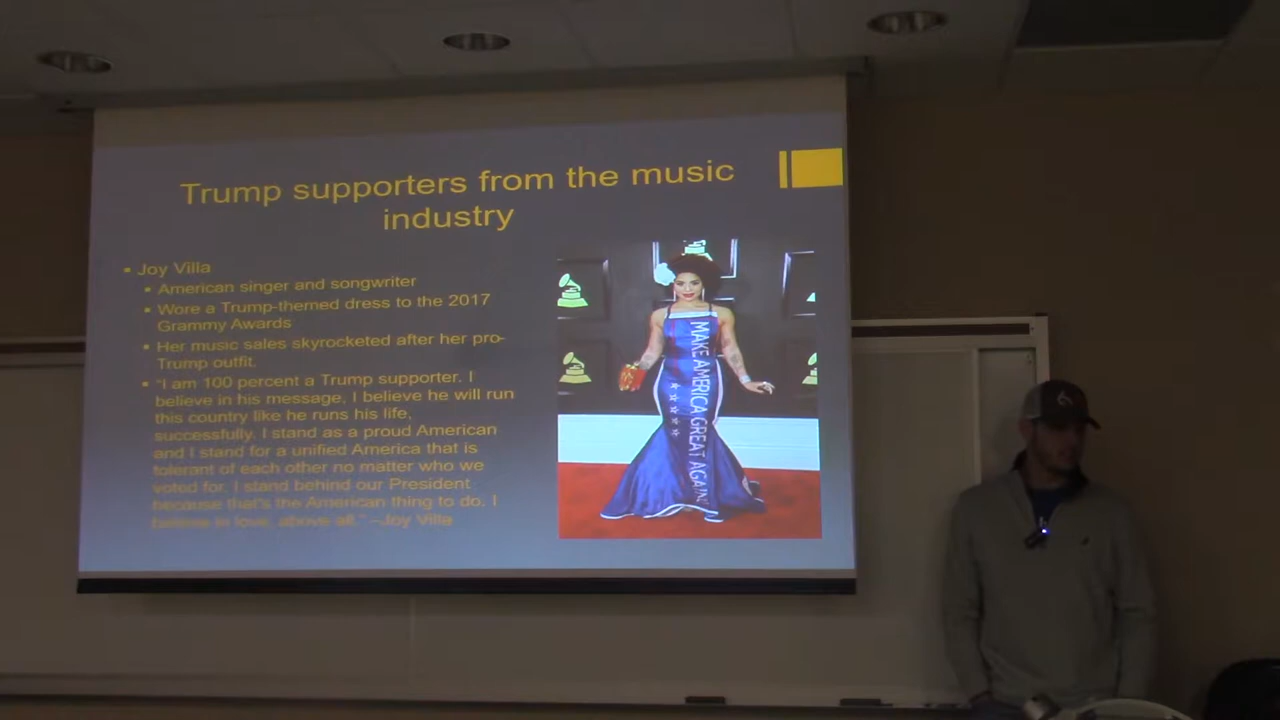 Trump supporters from the music
industry
Joy Villa
American singer and songwriter
Wore a Trump-themed dress to the 2017
Grammy Awards
Her music sales skyrocketed after her pro-
Trump outfit.
"I am 100 percent a Trump supporter. I
believe in his message, I believe he will run
this country like he runs his life,
successfully. I stand as a proud American
and I stand for a unified America that is
tolerant of each other no matter who we
voted for. I stand behind our President
because that's the American thing to do. I
believe in love, above all." –Joy Villa
MAKE AMERICA GREAT AGAIN